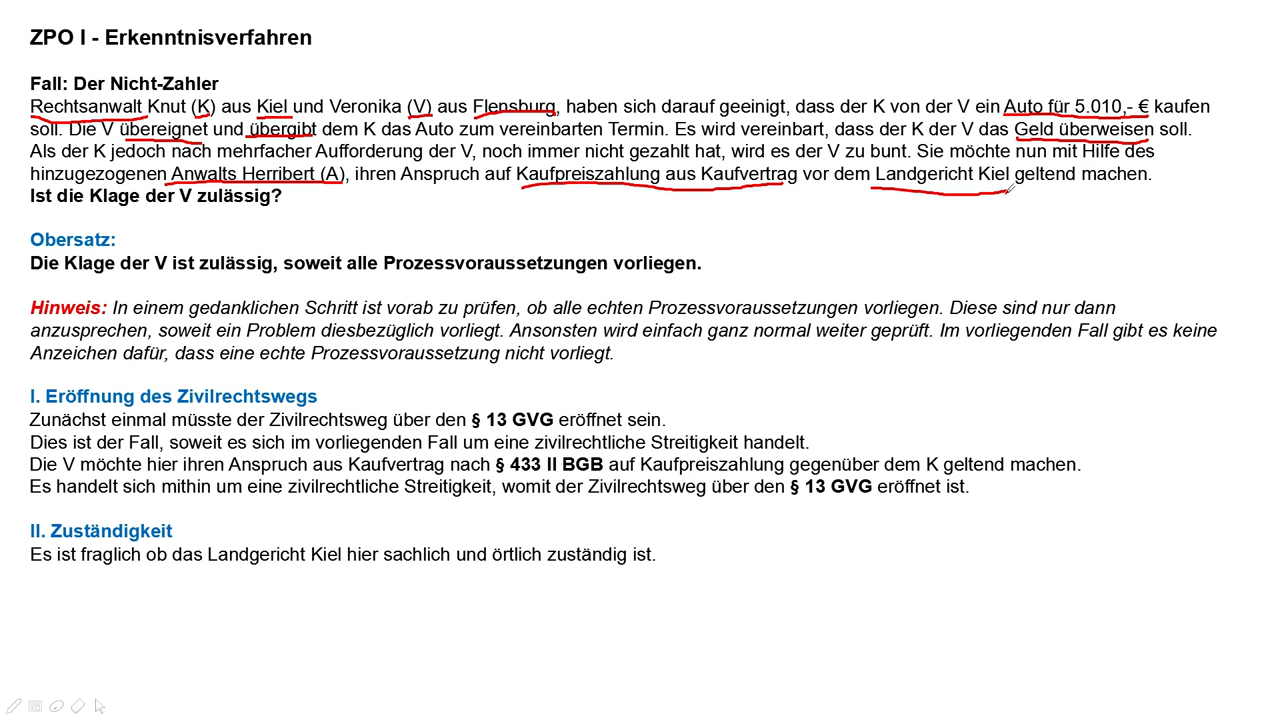 ZPO I - Erkenntnisverfahren
Fall: Der Nicht-Zahler
Rechtsanwalt Knut (K) aus Kiel und Veronika (V) aus Flensburg, haben sich darauf geeinigt, dass der K von der V ein Auto für 5.010,- € kaufen
soll. Die V übereignet und übergibt dem K das Auto zum vereinbarten Termin. Es wird vereinbart, dass der K der V das Geld überweisen soll.
Als der K jedoch nach mehrfacher Aufforderung der V, noch immer nicht gezahlt hat, wird es der V zu bunt. Sie möchte nun mit Hilfe des
hinzugezogenen Anwalts Herribert (A), ihren Anspruch auf Kaufpreiszahlung aus Kaufvertrag vor dem Landgericht Kiel geltend machen.
Ist die Klage der V zulässig?
Obersatz:
Die Klage der V ist zulässig, soweit alle Prozessvoraussetzungen vorliegen.
Hinweis: In einem gedanklichen Schritt ist vorab zu prüfen, ob alle echten Prozessvoraussetzungen vorliegen. Diese sind nur dann
anzusprechen, soweit ein Problem diesbezüglich vorliegt. Ansonsten wird einfach ganz normal weiter geprüft. Im vorliegenden Fall gibt es keine
Anzeichen dafür, dass eine echte Prozessvoraussetzung nicht vorliegt.
I. Eröffnung des Zivilrechtswegs
Zunächst einmal müsste der Zivilrechtsweg über den § 13 GVG eröffnet sein.
Dies ist der Fall, soweit es sich im vorliegenden Fall um eine zivilrechtliche Streitigkeit handelt.
Die V möchte hier ihren Anspruch aus Kaufvertrag nach § 433 II BGB auf Kaufpreiszahlung gegenüber dem K geltend machen.
Es handelt sich mithin um eine zivilrechtliche Streitigkeit, womit der Zivilrechtsweg über den § 13 GVG eröffnet ist.
II. Zuständigkeit
Es ist fraglich ob das Landgericht Kiel hier sachlich und örtlich zuständig ist.